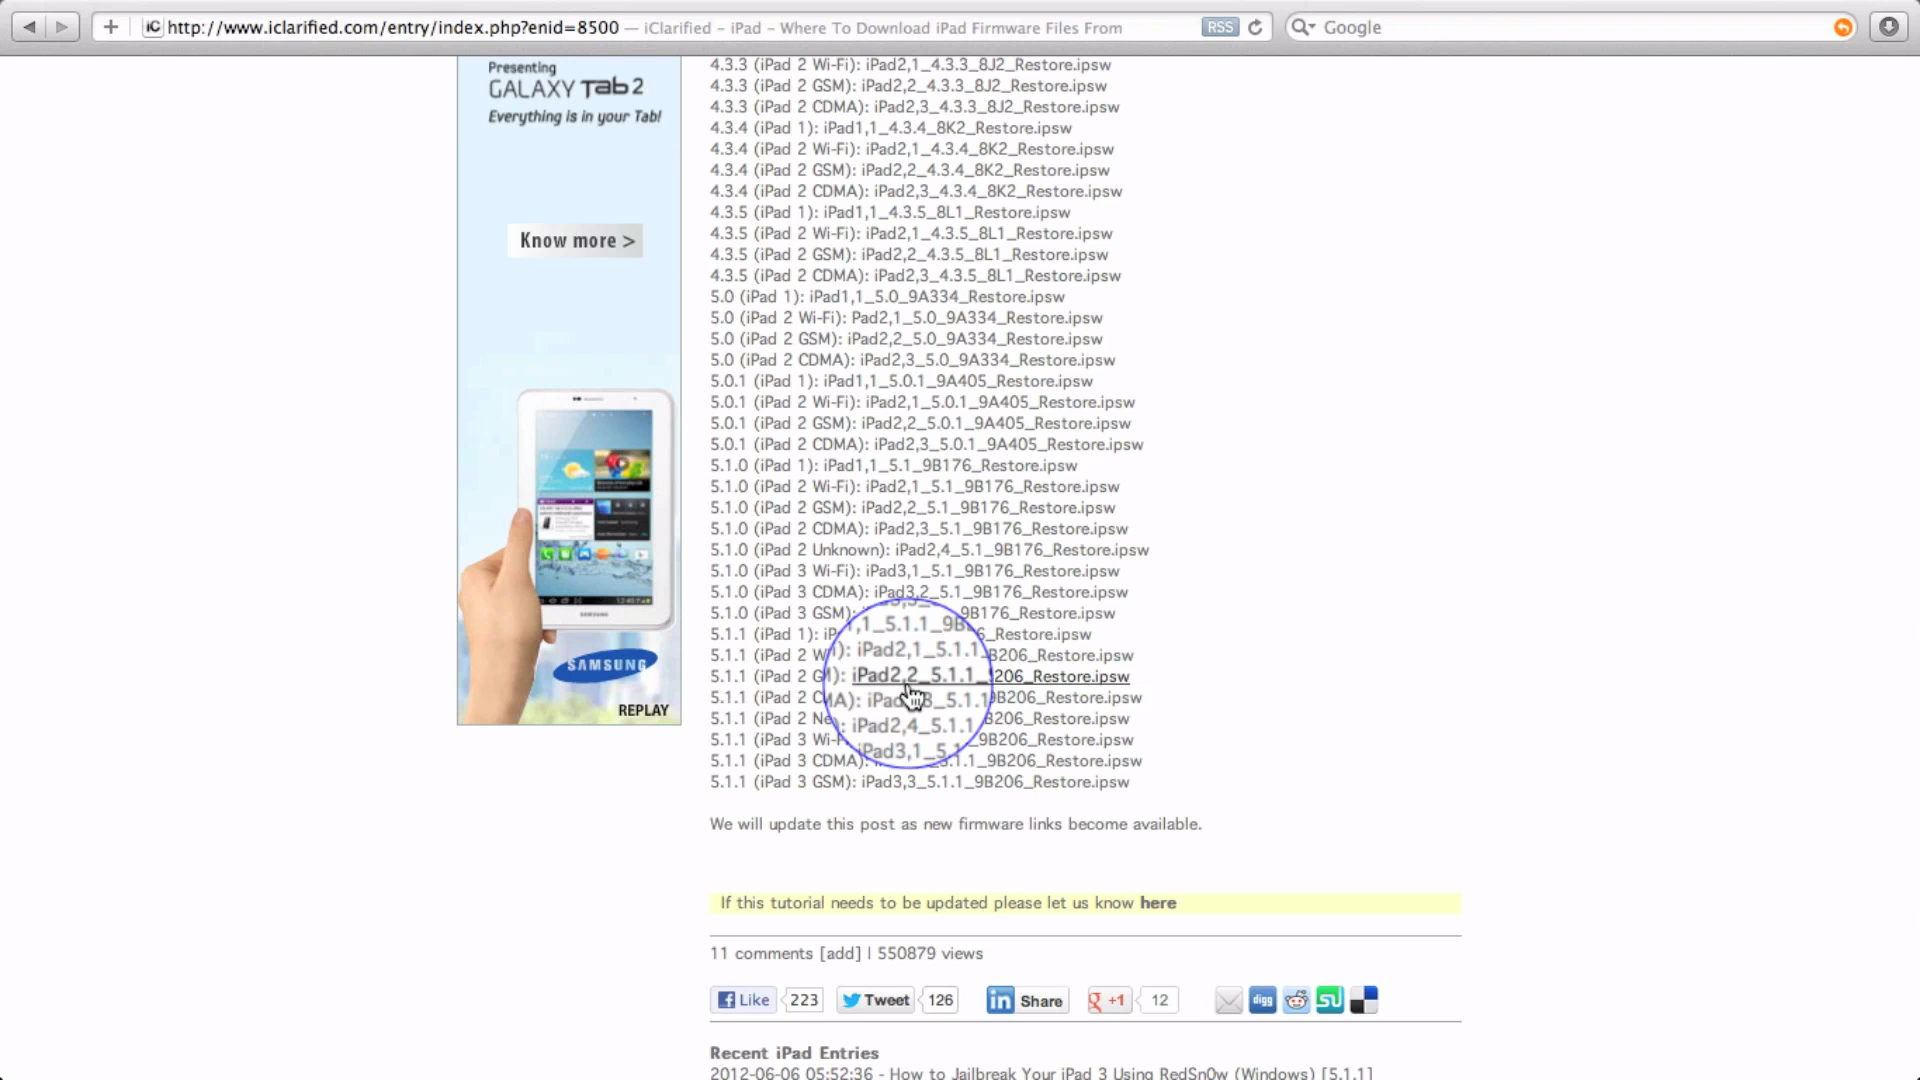 http://www.iclarified.com/entry/index.php?enid=8500 — iClarified - iPad - Where To Download iPad Firmware Files From
RSS
Google
Presenting
GALAXY Tab 2
Everything is in your Tab!
Know more >
SAMSUNG
SAMSUNG
REPLAY
4.3.3 (iPad 2 Wi-Fi): iPad2,1_4.3.3_8J2_Restore.ipsw
4.3.3 (iPad 2 GSM): iPad2,2_4.3.3_8J2_Restore.ipsw
4.3.3 (iPad 2 CDMA): iPad2,3_4.3.3_8J2_Restore.ipsw
4.3.4 (iPad 1): iPad1,1_4.3.4_8K2_Restore.ipsw
4.3.4 (iPad 2 Wi-Fi): iPad2,1_4.3.4_8K2_Restore.ipsw
4.3.4 (iPad 2 GSM): iPad2,2_4.3.4_8K2_Restore.ipsw
4.3.4 (iPad 2 CDMA): iPad2,3_4.3.4_8K2_Restore.ipsw
4.3.5 (iPad 1): iPad1,1_4.3.5_8L1_Restore.ipsw
4.3.5 (iPad 2 Wi-Fi): iPad2,1_4.3.5_8L1_Restore.ipsw
4.3.5 (iPad 2 GSM): iPad2,2_4.3.5_8L1_Restore.ipsw
4.3.5 (iPad 2 CDMA): iPad2,3_4.3.5_8L1_Restore.ipsw
5.0 (iPad 1): iPad1,1_5.0_9A334_Restore.ipsw
5.0 (iPad 2 Wi-Fi): Pad2,1_5.0_9A334_Restore.ipsw
5.0 (iPad 2 GSM): iPad2,2_5.0_9A334_Restore.ipsw
5.0 (iPad 2 CDMA): iPad2,3_5.0_9A334_Restore.ipsw
5.0.1 (iPad 1): iPad1,1_5.0.1_9A405_Restore.ipsw
5.0.1 (iPad 2 Wi-Fi): iPad2,1_5.0.1_9A405_Restore.ipsw
5.0.1 (iPad 2 GSM): iPad2,2_5.0.1_9A405_Restore.ipsw
5.0.1 (iPad 2 CDMA): iPad2,3_5.0.1_9A405_Restore.ipsw
5.1.0 (iPad 1): iPad1,1_5.1_9B176_Restore.ipsw
5.1.0 (iPad 2 Wi-Fi): iPad2,1_5.1_9B176_Restore.ipsw
5.1.0 (iPad 2 GSM): iPad2,2_5.1_9B176_Restore.ipsw
5.1.0 (iPad 2 CDMA): iPad2,3_5.1_9B176_Restore.ipsw
5.1.0 (iPad 2 Unknown): iPad2,4_5.1_9B176_Restore.ipsw
5.1.0 (iPad 3 Wi-Fi): iPad3,1_5.1_9B176_Restore.ipsw
5.1.0 (iPad 3 CDMA): iPad3,2_5.1_9B176_Restore.ipsw
5.1.0 (iPad 3 GSM): 9B176_Restore.ipsw
5.1.1 (iPad 1): iP 1,1_5.1.1_9B 6_Restore.ipsw
5.1.1 (iPad 2 W ): iPad2,1_5.1.1 B206_Restore.ipsw
5.1.1 (iPad 2 G M): iPad2,2_5.1.1_ 206_Restore.ipsw
5.1.1 (iPad 2 C MA): iPad 3_5.1.1 9B206_Restore.ipsw
5.1.1 (iPad 2 Ne ): iPad2,4_5.1.1 B206_Restore.ipsw
5.1.1 (iPad 3 Wi-F iPad3,1_5.1 _9B206_Restore.ipsw
5.1.1 (iPad 3 CDMA): 5.1.1_9B206_Restore.ipsw
5.1.1 (iPad 3 GSM): iPad3,3_5.1.1_9B206_Restore.ipsw
We will update this post as new firmware links become available.
If this tutorial needs to be updated please let us know here
11 comments [add] | 550879 views
Like 223 Tweet 126 in Share g +1 12 digg
Recent iPad Entries
2012-06-06 05:52:36 - How to Jailbreak Your iPad 3 Using RedSn0w (Windows) [5.1.1]